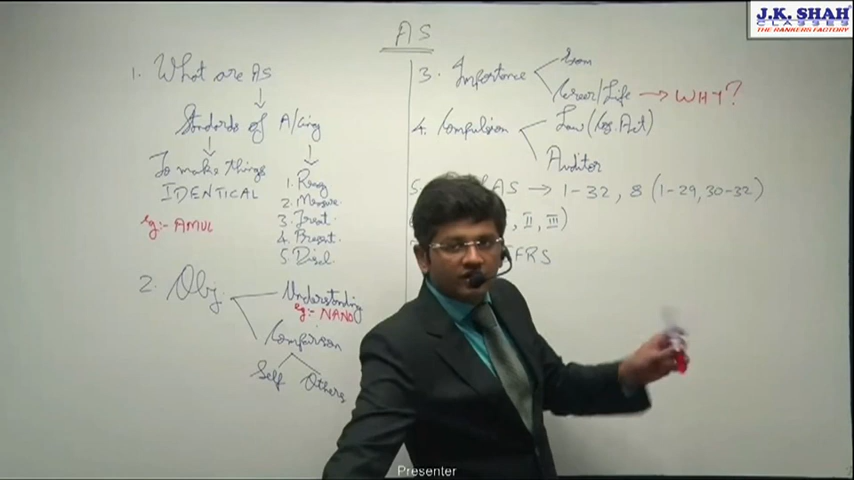 J.K. SHAH
CLASSES
THE RANKERS FACTORY
AS
1. What are AS
Standards of A/cing
To make things
IDENTICAL
eg:- AMUL
1. Recog
2. Measure
3. Treat.
4. Present.
5. Discl.
2. Obj.
Understanding
eg:- NANO
Comparison
Self Others
3. Importance
Exam
Career/Life → WHY?
4. Compulsion
Law (Co. Act)
Auditor
5. AS → 1-32, 8 (1-29, 30-32)
, II, III)
IFRS
Presenter